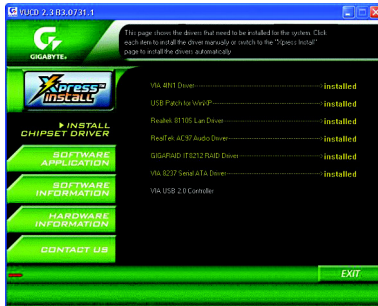 VUCD 2.3 B3.0731.1
GIGABYTE
This page shows the drivers that need to be installed for the system. Click
each item to install the driver manually or switch to the "Xpress Install"
page to install the drivers automatically.
Xpress
Install
INSTALL
CHIPSET DRIVER
SOFTWARE
APPLICATION
SOFTWARE
INFORMATION
HARDWARE
INFORMATION
CONTACT US
VIA 4IN1 Driver installed
USB Patch for WinXP installed
Realtek 8110S Lan Driver installed
RealTek AC97 Audio Driver installed
GIGARAID IT8212 RAID Driver installed
VIA 8237 Serial ATA Driver installed
VIA USB 2.0 Controller
EXIT